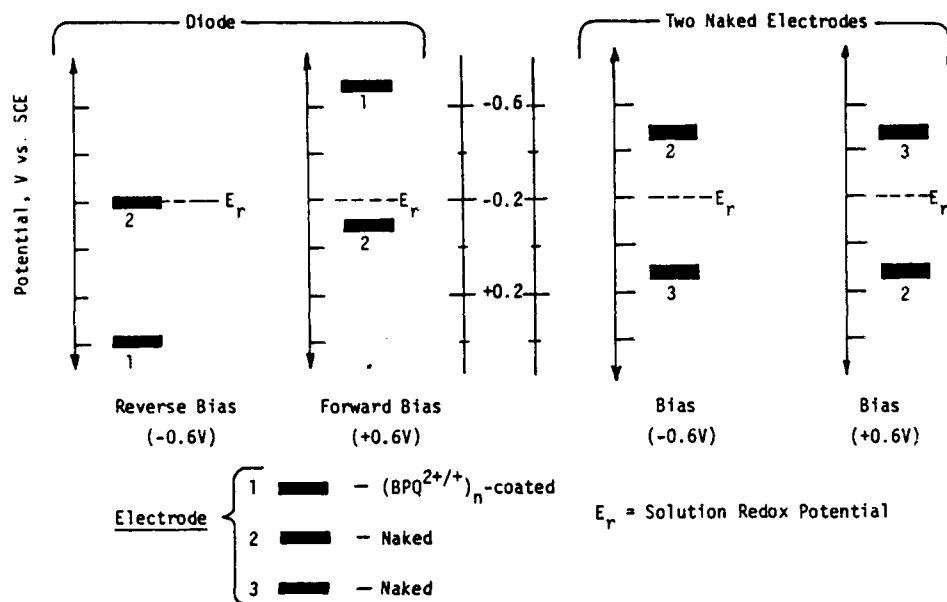 Diode
Two Naked Electrodes
Potential, V vs. SCE
2
E_r
1
1
E_r
2
-0.6
-0.2
+0.2
2
E_r
3
3
E_r
2
Reverse Bias
(-0.6V)
Forward Bias
(+0.6V)
Bias
(-0.6V)
Bias
(+0.6V)
Electrode
1 — (BPQ^{2+/+})_n-coated
2 — Naked
3 — Naked
E_r = Solution Redox Potential